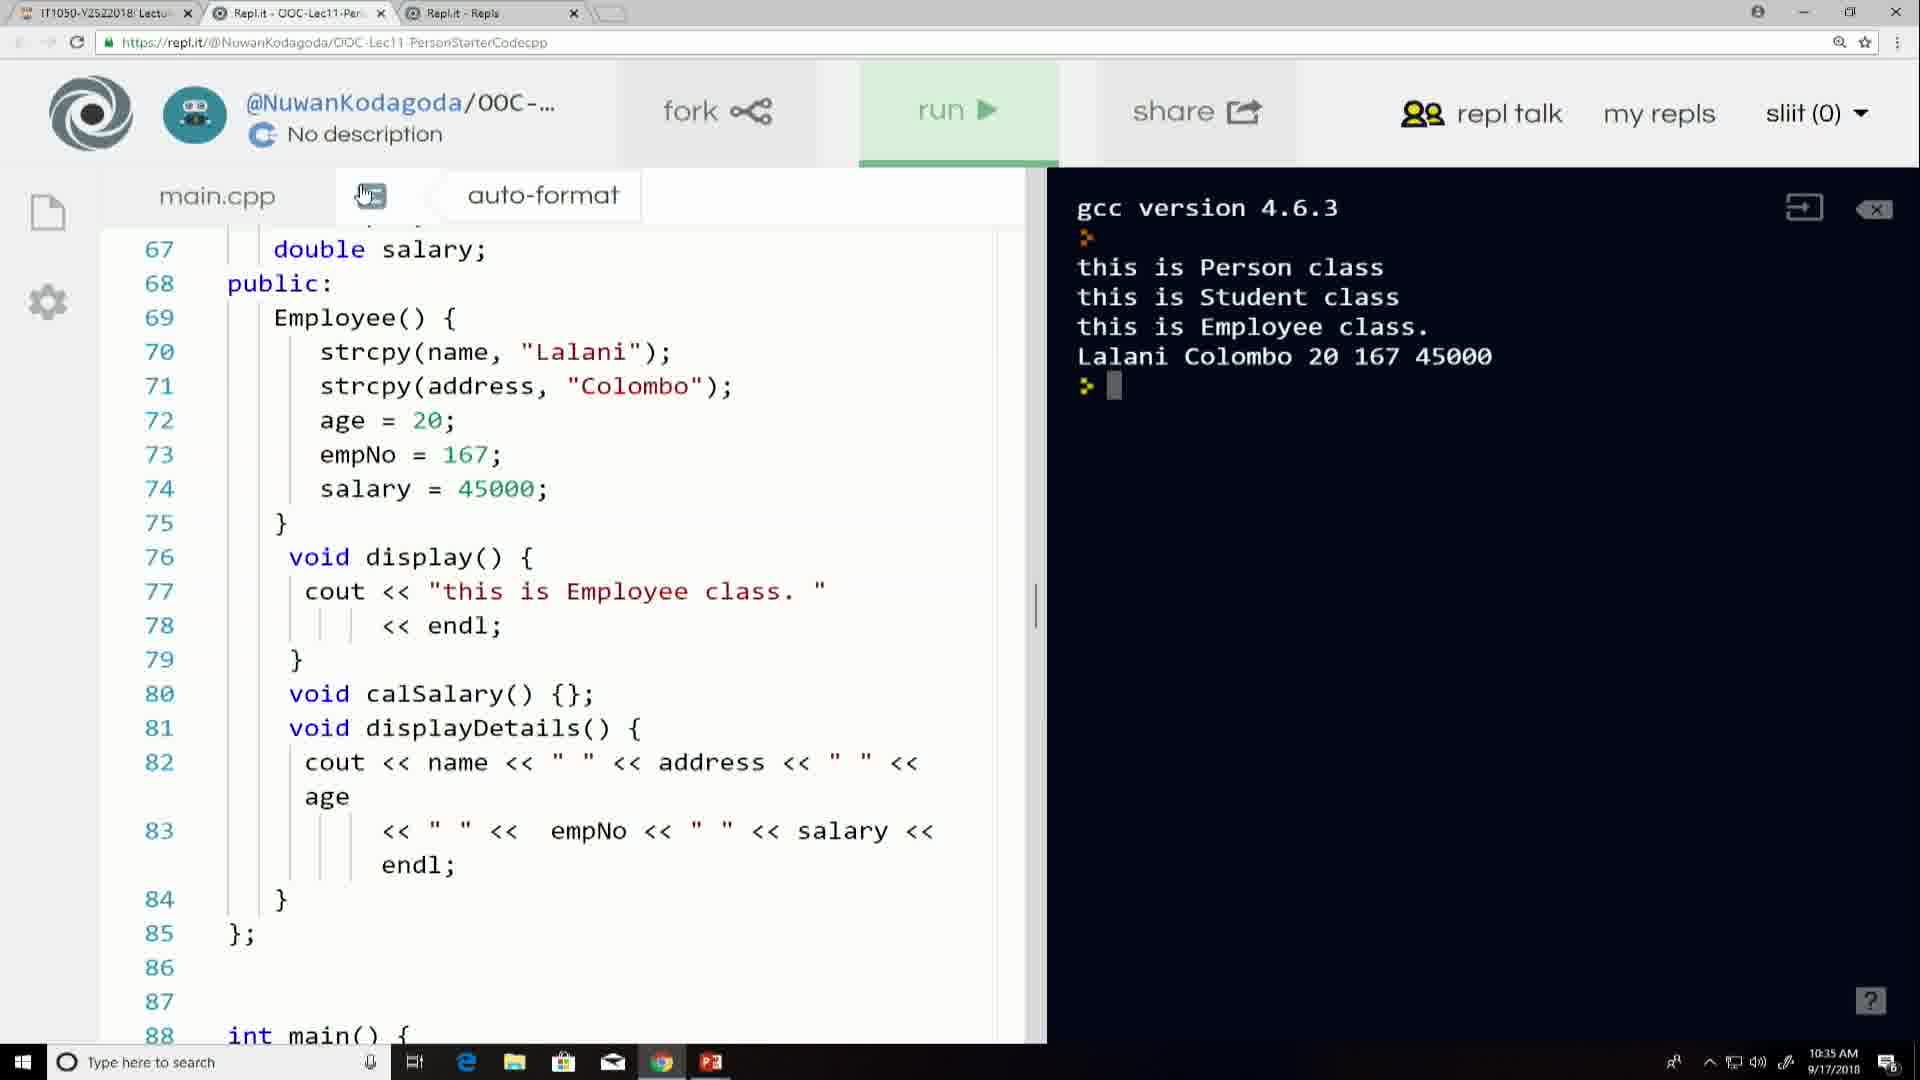 IT1050-Y2S22018: Lectu
Repl.it - OOC-Lec11-Per
Repl.it - Repls
https://repl.it/@NuwanKodagoda/OOC-Lec11-PersonStarterCodecpp
@NuwanKodagoda/OOC-...
No description
fork
run
share
repl talk
my repls
sliit (0)
main.cpp
auto-format
67 double salary;
68 public:
69 Employee() {
70 strcpy(name, "Lalani");
71 strcpy(address, "Colombo");
72 age = 20;
73 empNo = 167;
74 salary = 45000;
75 }
76 void display() {
77 cout << "this is Employee class. "
78 << endl;
79 }
80 void calSalary() {};
81 void displayDetails() {
82 cout << name << " " << address << " " <<
age
83 << " " <<  empNo << " " << salary <<
endl;
84 }
85 };
86
87
88 int main() {
gcc version 4.6.3
this is Person class
this is Student class
this is Employee class.
Lalani Colombo 20 167 45000
?
Type here to search
10:35 AM
9/17/2018